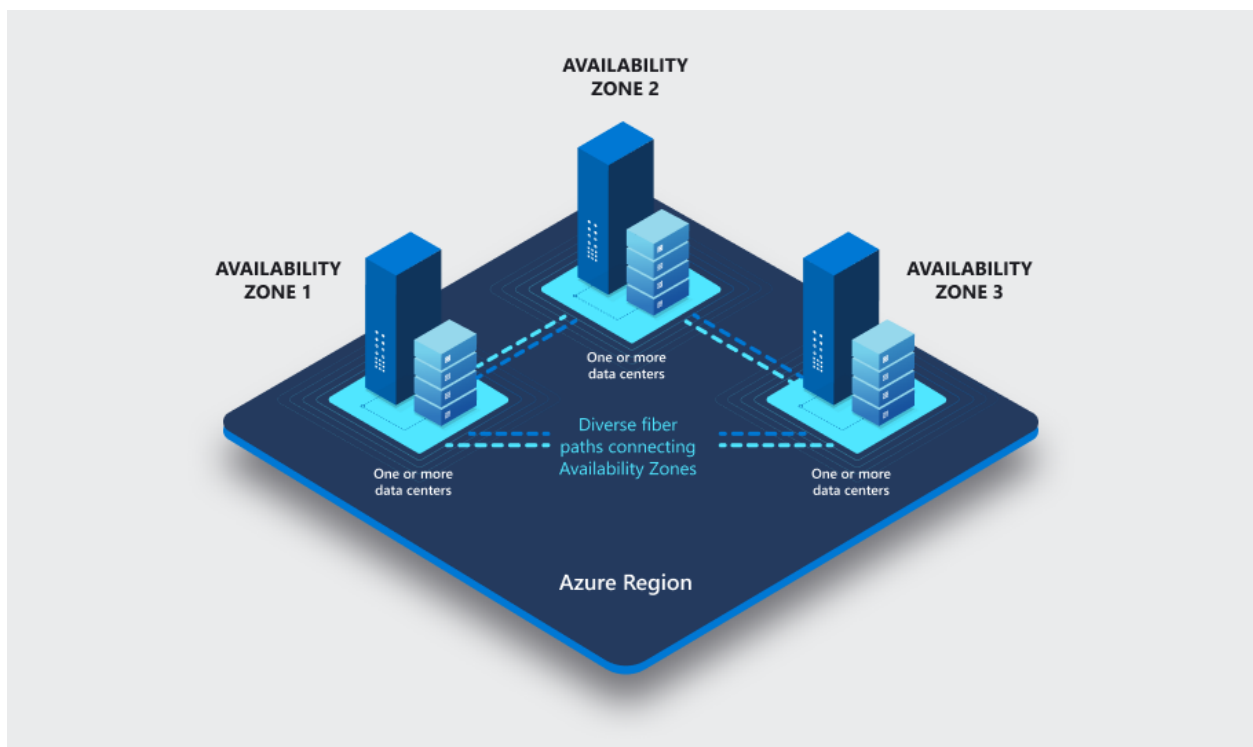 AVAILABILITY
ZONE 2
AVAILABILITY
ZONE 1
AVAILABILITY
ZONE 3
One or more
data centers
Diverse fiber
paths connecting
Availability Zones
One or more
data centers
One or more
data centers
Azure Region